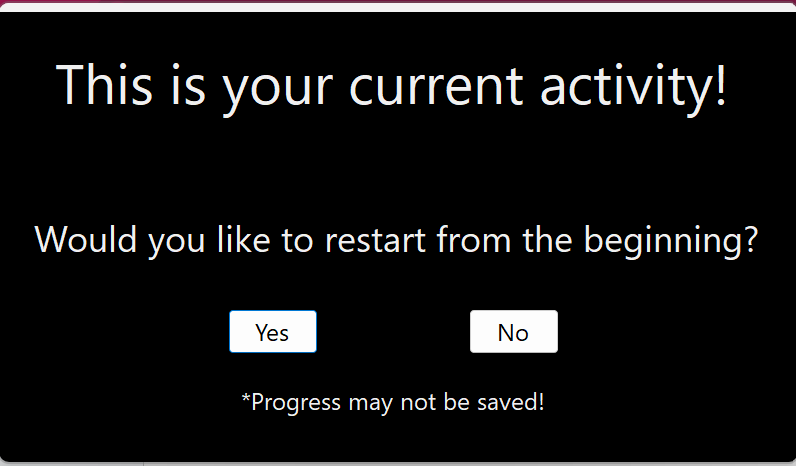 This is your current activity!
Would you like to restart from the beginning?
Yes No
*Progress may not be saved!